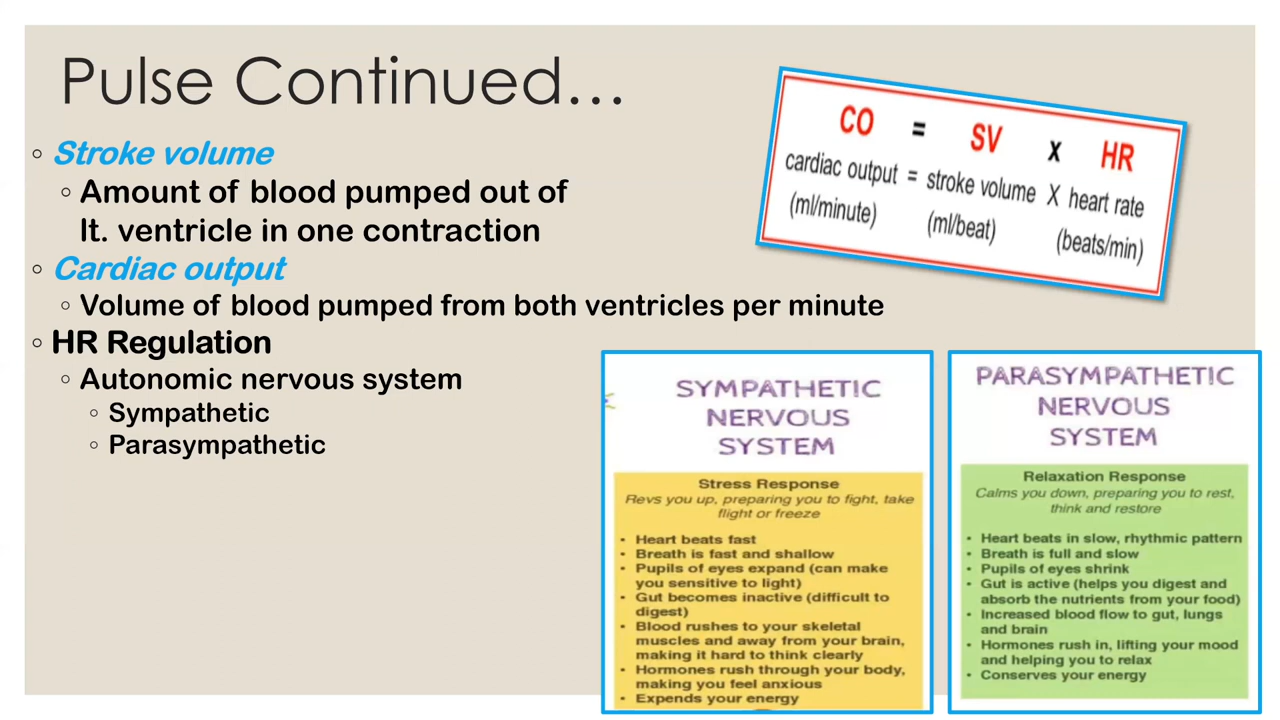 Pulse Continued...
◦ Stroke volume
◦ Amount of blood pumped out of
lt. ventricle in one contraction
◦ Cardiac output
◦ Volume of blood pumped from both ventricles per minute
◦ HR Regulation
◦ Autonomic nervous system
◦ Sympathetic
◦ Parasympathetic
CO = SV x HR
cardiac output = stroke volume X heart rate
(ml/minute) (ml/beat) (beats/min)
SYMPATHETIC
NERVOUS
SYSTEM
Stress Response
Revs you up, preparing you to fight, take
flight or freeze
• Heart beats fast
• Breath is fast and shallow
• Pupils of eyes expand (can make
you sensitive to light)
• Gut becomes inactive (difficult to
digest)
• Blood rushes to your skeletal
muscles and away from your brain,
making it hard to think clearly
• Hormones rush through your body,
making you feel anxious
• Expends your energy
PARASYMPATHETIC
NERVOUS
SYSTEM
Relaxation Response
Calms you down, preparing you to rest,
think and restore
• Heart beats in slow, rhythmic pattern
• Breath is full and slow
• Pupils of eyes shrink
• Gut is active (helps you digest and
absorb the nutrients from your food)
• Increased blood flow to gut, lungs
and brain
• Hormones rush in, lifting your mood
and helping you to relax
• Conserves your energy